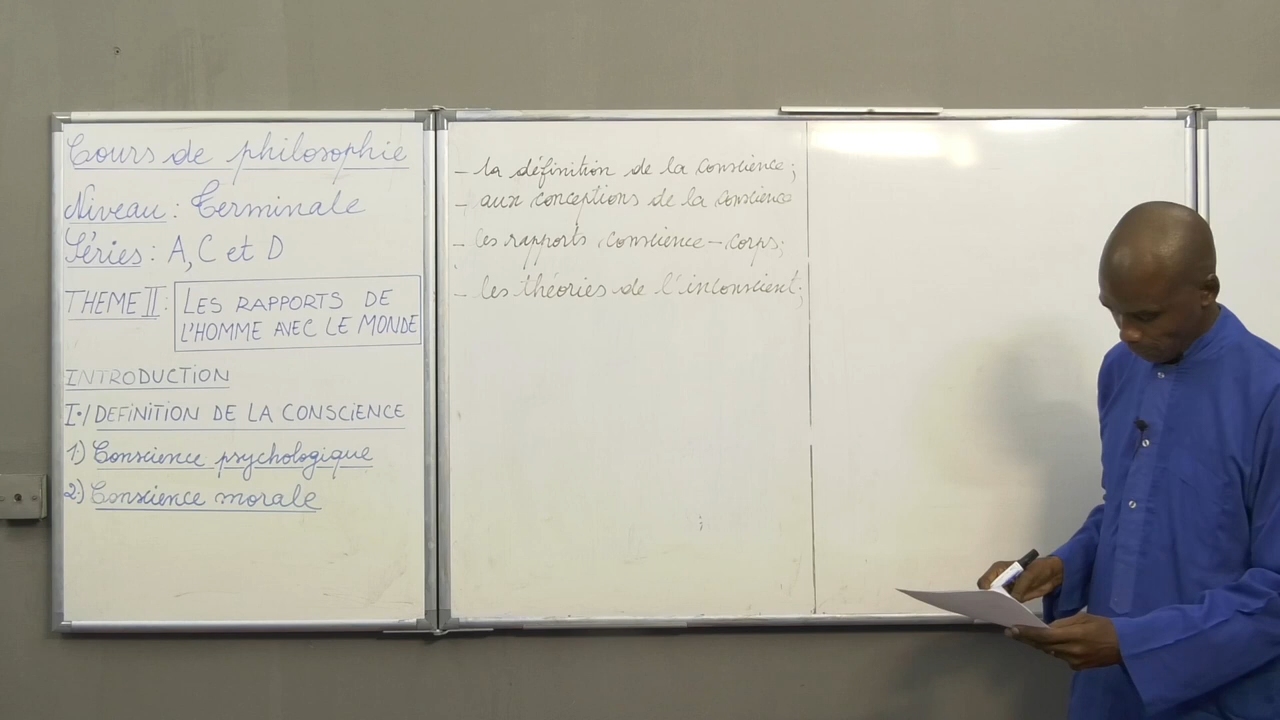 Cours de philosophie
Niveau : Terminale
Séries : A, C et D
THEME II : LES RAPPORTS DE
L'HOMME AVEC LE MONDE
INTRODUCTION
I./ DEFINITION DE LA CONSCIENCE
1.) Conscience psychologique
2.) Conscience morale
- la définition de la conscience ;
- aux conceptions de la conscience
- les rapports conscience - corps ;
- les théories de l'inconscient ;